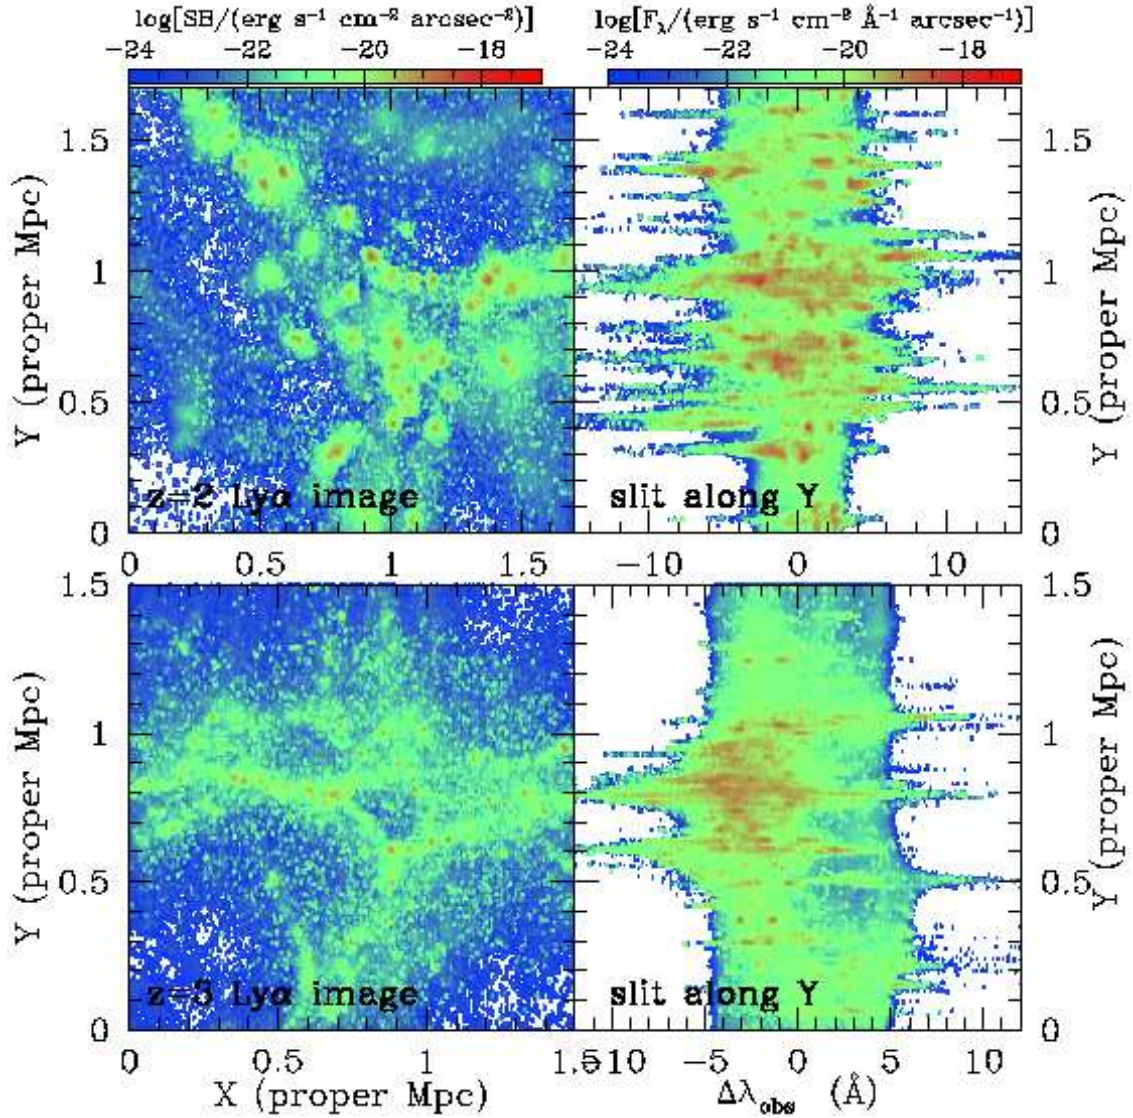 log[SB/(erg s⁻¹ cm⁻² arcsec⁻²)] log[Fλ/(erg s⁻¹ cm⁻² Å⁻¹ arcsec⁻¹)]
−24 −22 −20 −18 −24 −22 −20 −18
1.5 1.5
Y (proper Mpc) Y (proper Mpc)
1 1
0.5 0.5
z=2 Lyα image slit along Y
0 0
0.5 1 1.5 −10 0 10
1.5 1.5
Y (proper Mpc) Y (proper Mpc)
1 1
0.5 0.5
z=3 Lyα image slit along Y
0 0
0 0.5 1 1.5 −10 −5 0 5 10
X (proper Mpc) Δλobs (Å)